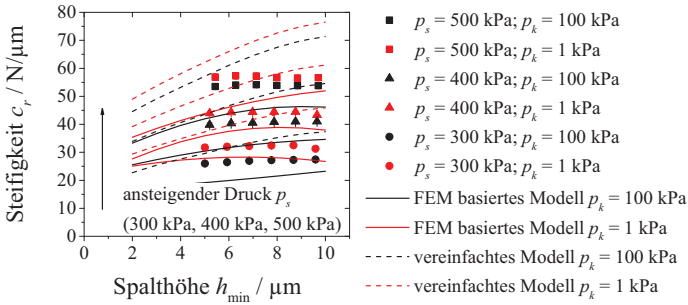 Steifigkeit c_r / N/µm
80
70
60
50
40
30
20
10
0
0 2 4 6 8 10
Spalthöhe h_min / µm
ansteigender Druck p_s
(300 kPa, 400 kPa, 500 kPa)
p_s = 500 kPa; p_k = 100 kPa
p_s = 500 kPa; p_k = 1 kPa
p_s = 400 kPa; p_k = 100 kPa
p_s = 400 kPa; p_k = 1 kPa
p_s = 300 kPa; p_k = 100 kPa
p_s = 300 kPa; p_k = 1 kPa
FEM basiertes Modell p_k = 100 kPa
FEM basiertes Modell p_k = 1 kPa
vereinfachtes Modell p_k = 100 kPa
vereinfachtes Modell p_k = 1 kPa